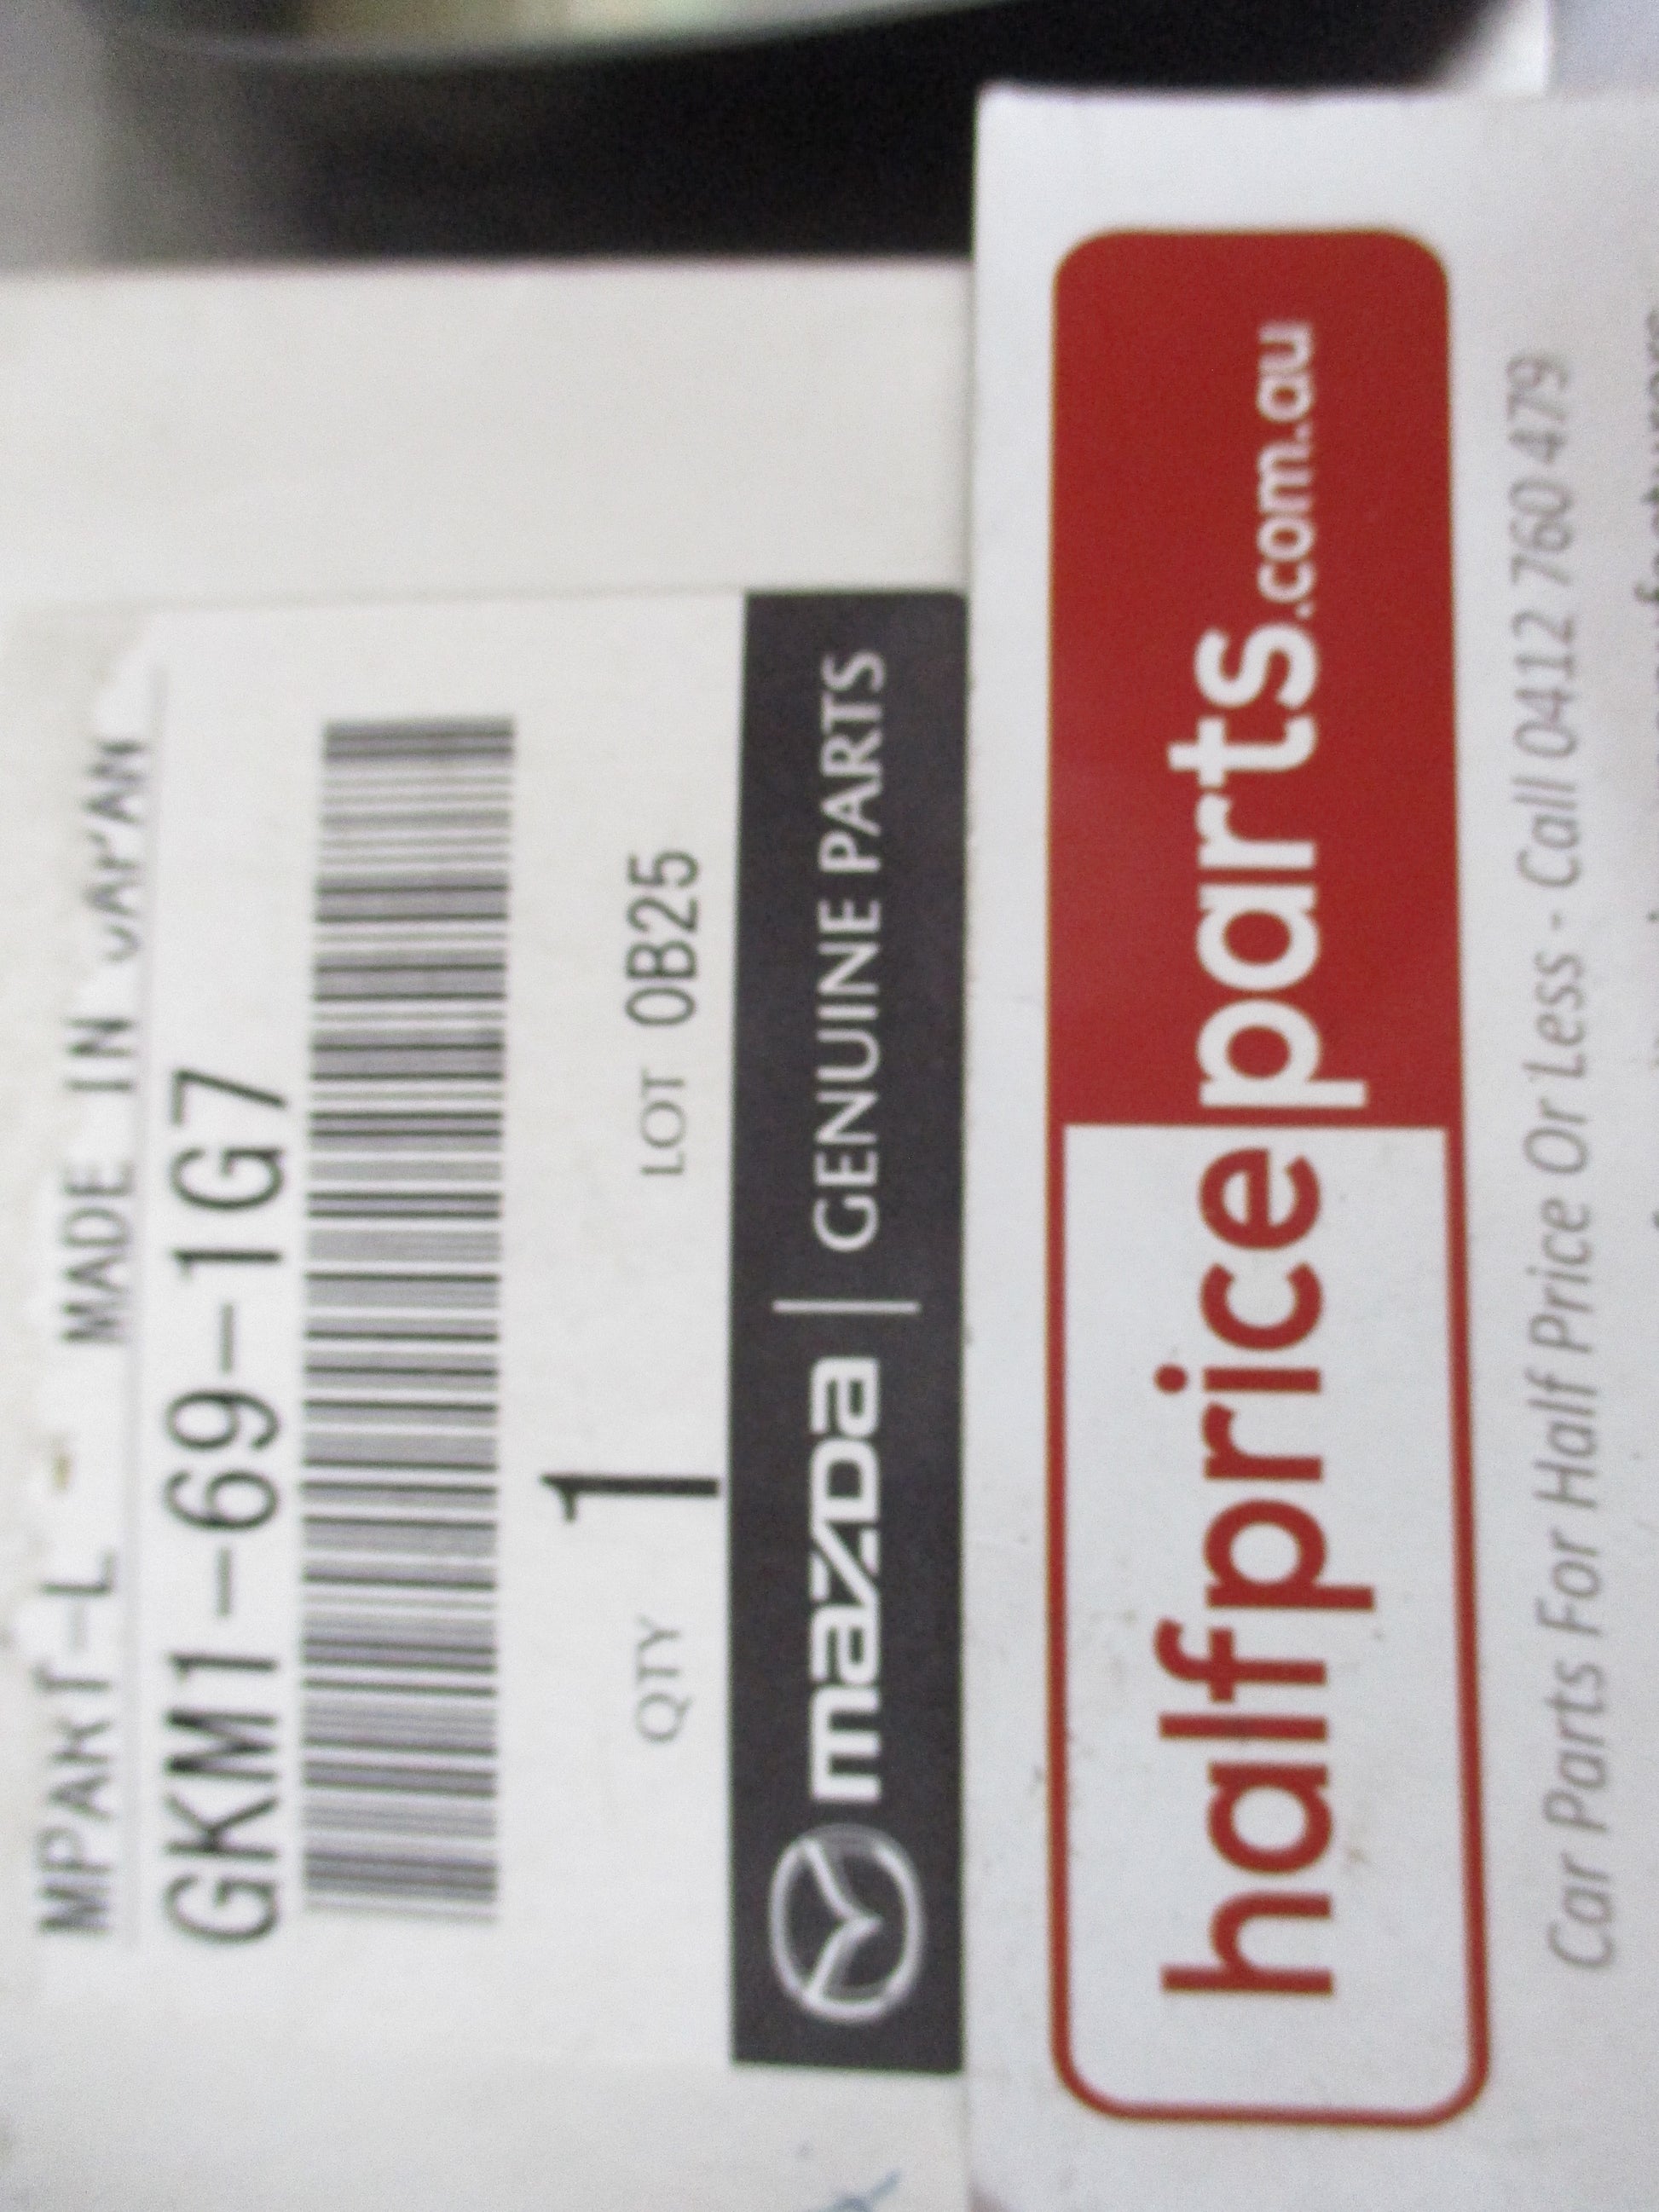 MPART-L - MADE IN JAPAN
GKM1-69-1G7
QTY 1 LOT 0B25
mazda | GENUINE PARTS
halfpriceparts.com.au
Car Parts For Half Price Or Less - Call 0412 760 479